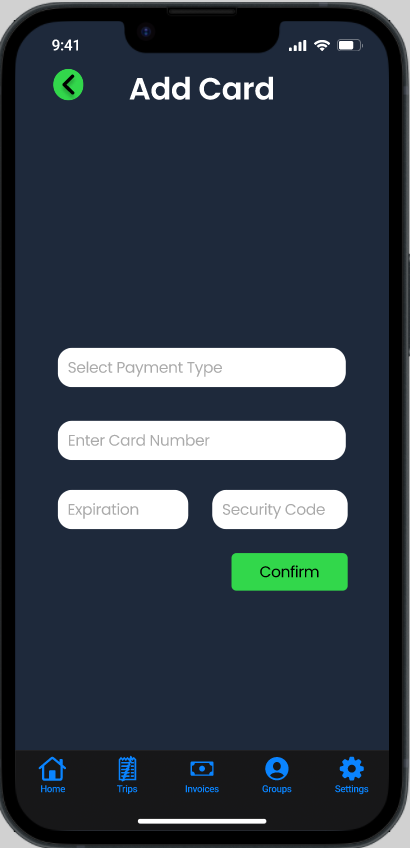 9:41
Add Card
Select Payment Type
Enter Card Number
Expiration Security Code
Confirm
Home Trips Invoices Groups Settings